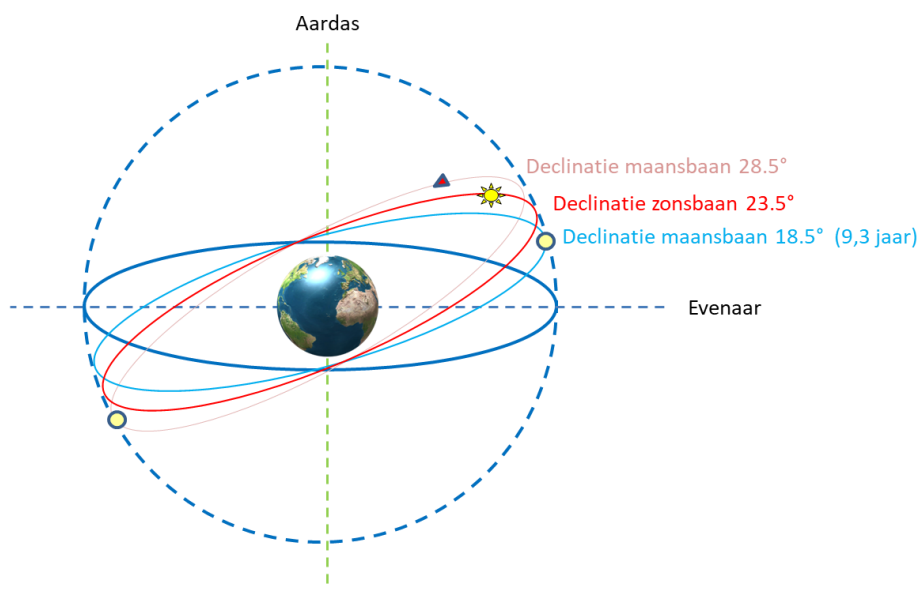 Aardas
Declinatie maansbaan 28.5°
Declinatie zonsbaan 23.5°
Declinatie maansbaan 18.5° (9,3 jaar)
Evenaar